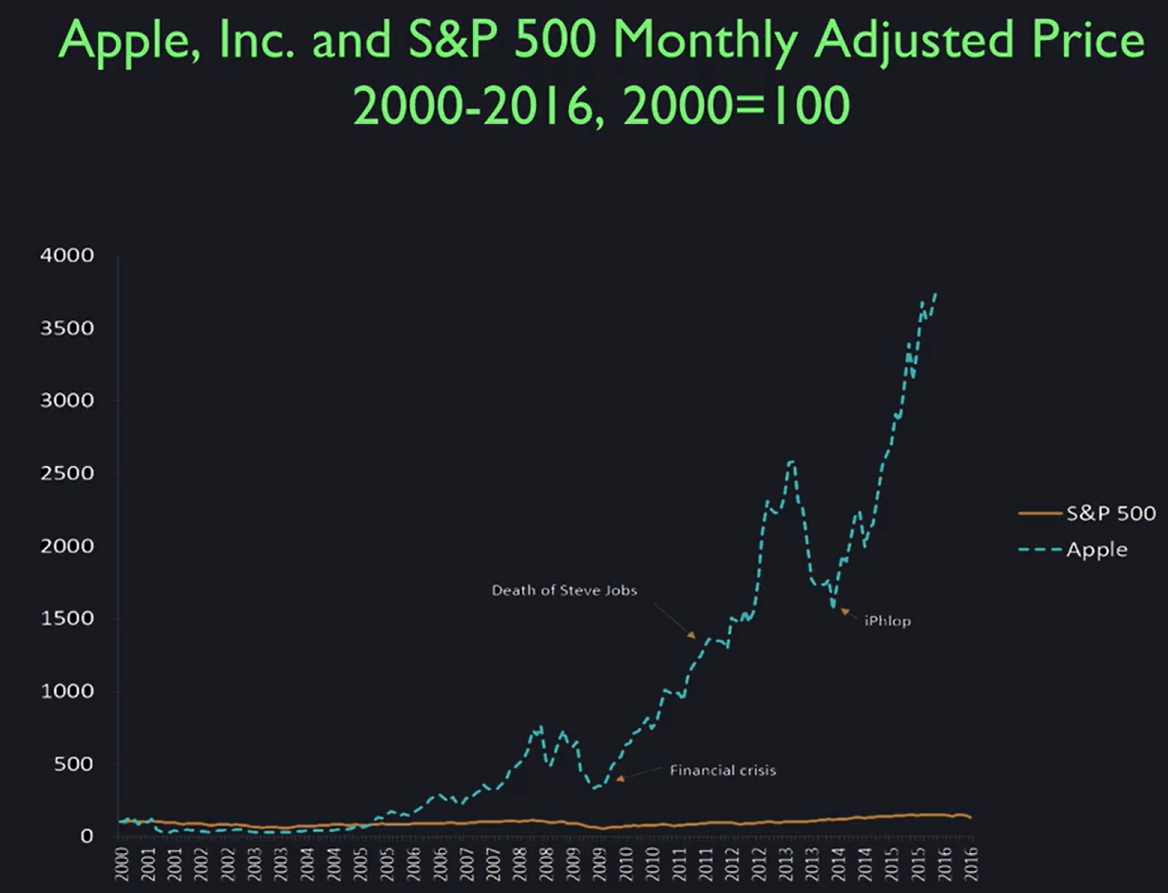 Apple, Inc. and S&P 500 Monthly Adjusted Price
2000-2016, 2000=100
4000
3500
3000
2500
2000
1500
1000
500
0
Death of Steve Jobs
iPhlop
Financial crisis
S&P 500
Apple
2000 2001 2001 2002 2002 2003 2003 2004 2004 2005 2005 2006 2006 2007 2007 2008 2008 2009 2009 2010 2010 2011 2011 2012 2012 2013 2013 2014 2014 2015 2015 2016 2016